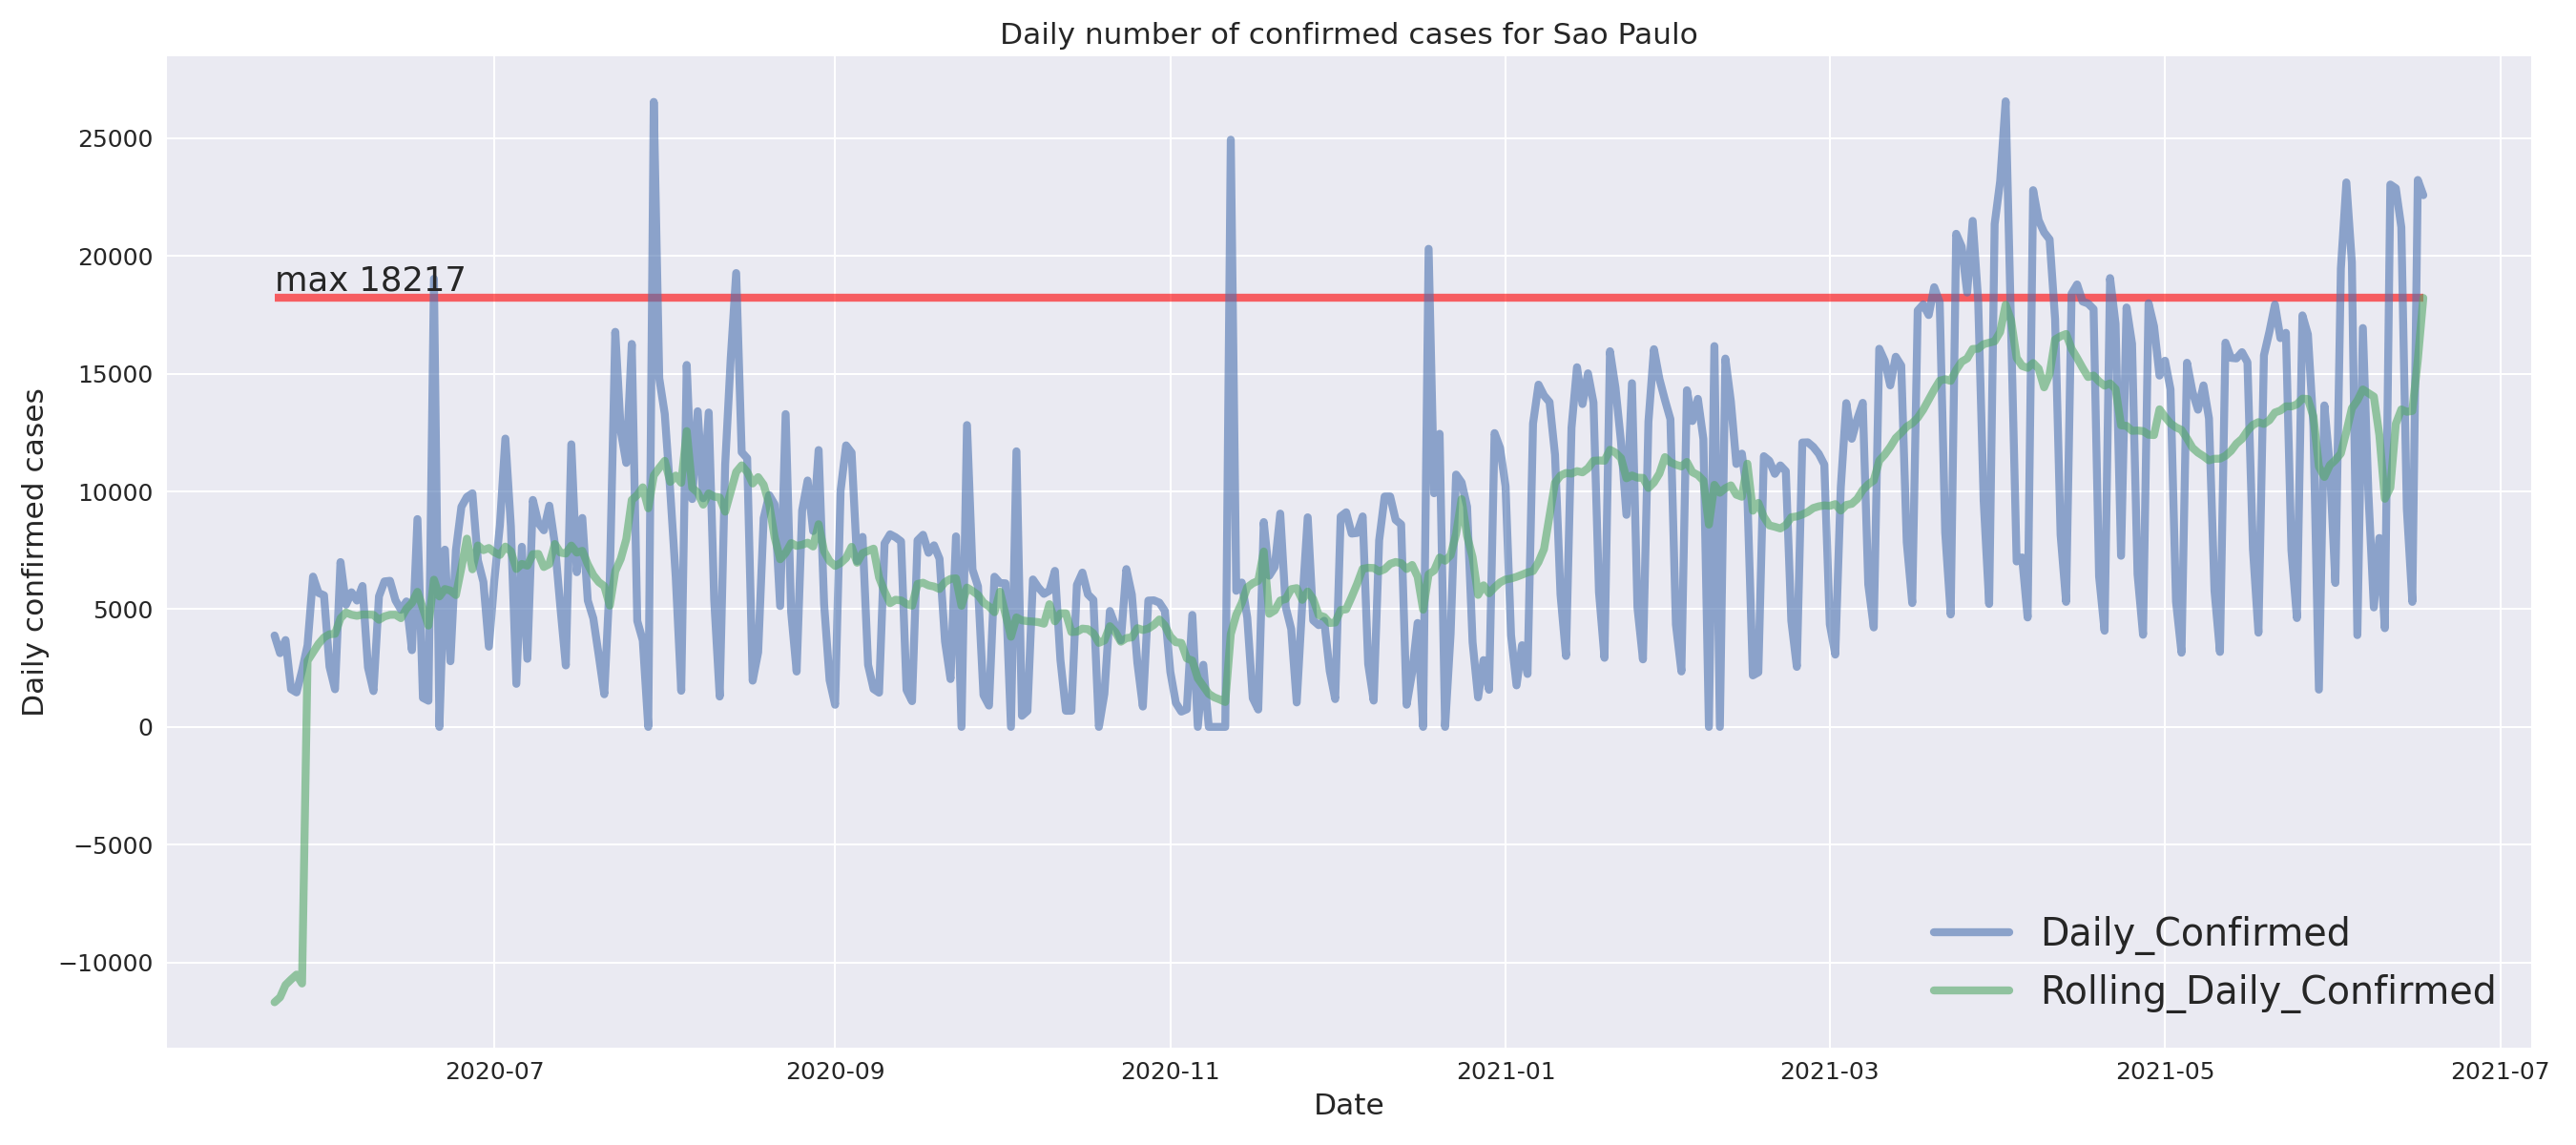 Daily number of confirmed cases for Sao Paulo
Daily confirmed cases
25000
20000
15000
10000
5000
0
−5000
−10000
max 18217
Daily_Confirmed
Rolling_Daily_Confirmed
2020-07
2020-09
2020-11
2021-01
2021-03
2021-05
2021-07
Date